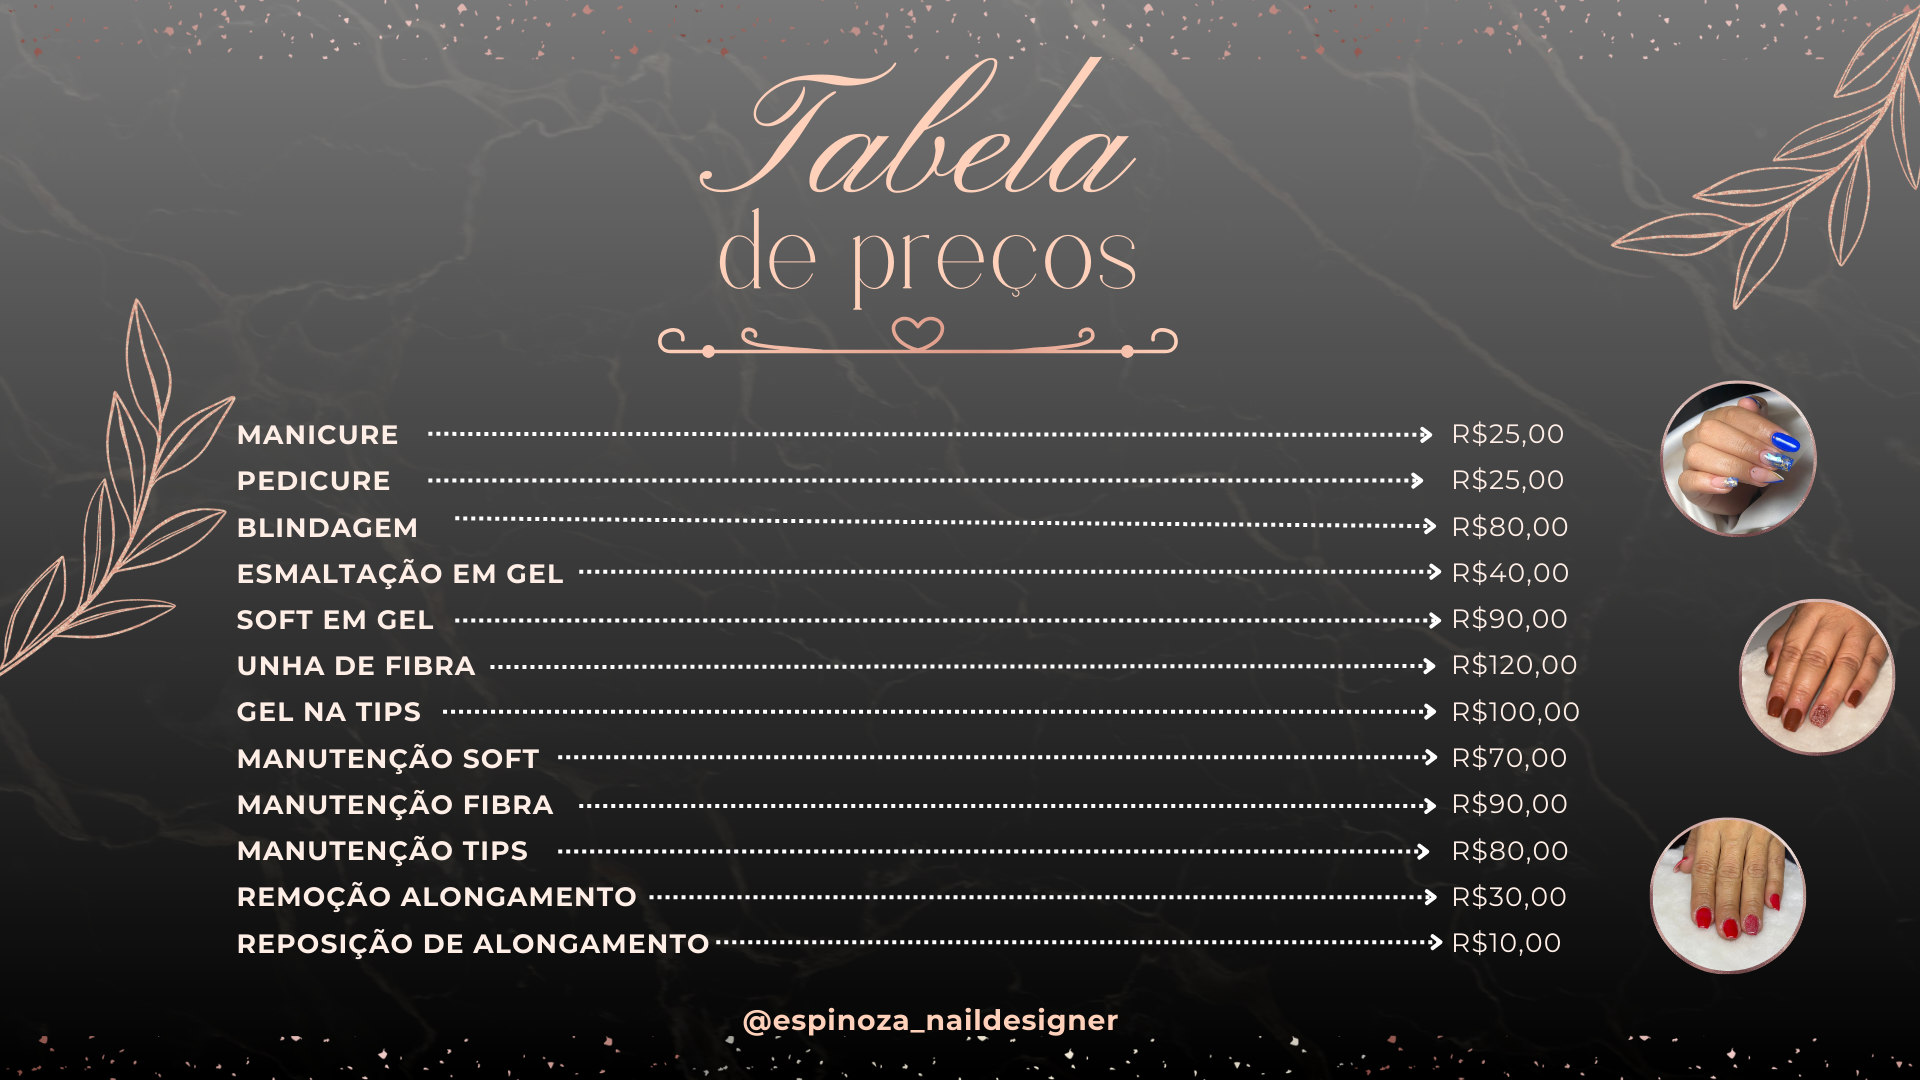 Tabela
de preços
MANICURE R$25,00
PEDICURE R$25,00
BLINDAGEM R$80,00
ESMALTAÇÃO EM GEL R$40,00
SOFT EM GEL R$90,00
UNHA DE FIBRA R$120,00
GEL NA TIPS R$100,00
MANUTENÇÃO SOFT R$70,00
MANUTENÇÃO FIBRA R$90,00
MANUTENÇÃO TIPS R$80,00
REMOÇÃO ALONGAMENTO R$30,00
REPOSIÇÃO DE ALONGAMENTO R$10,00
@espinoza_naildesigner